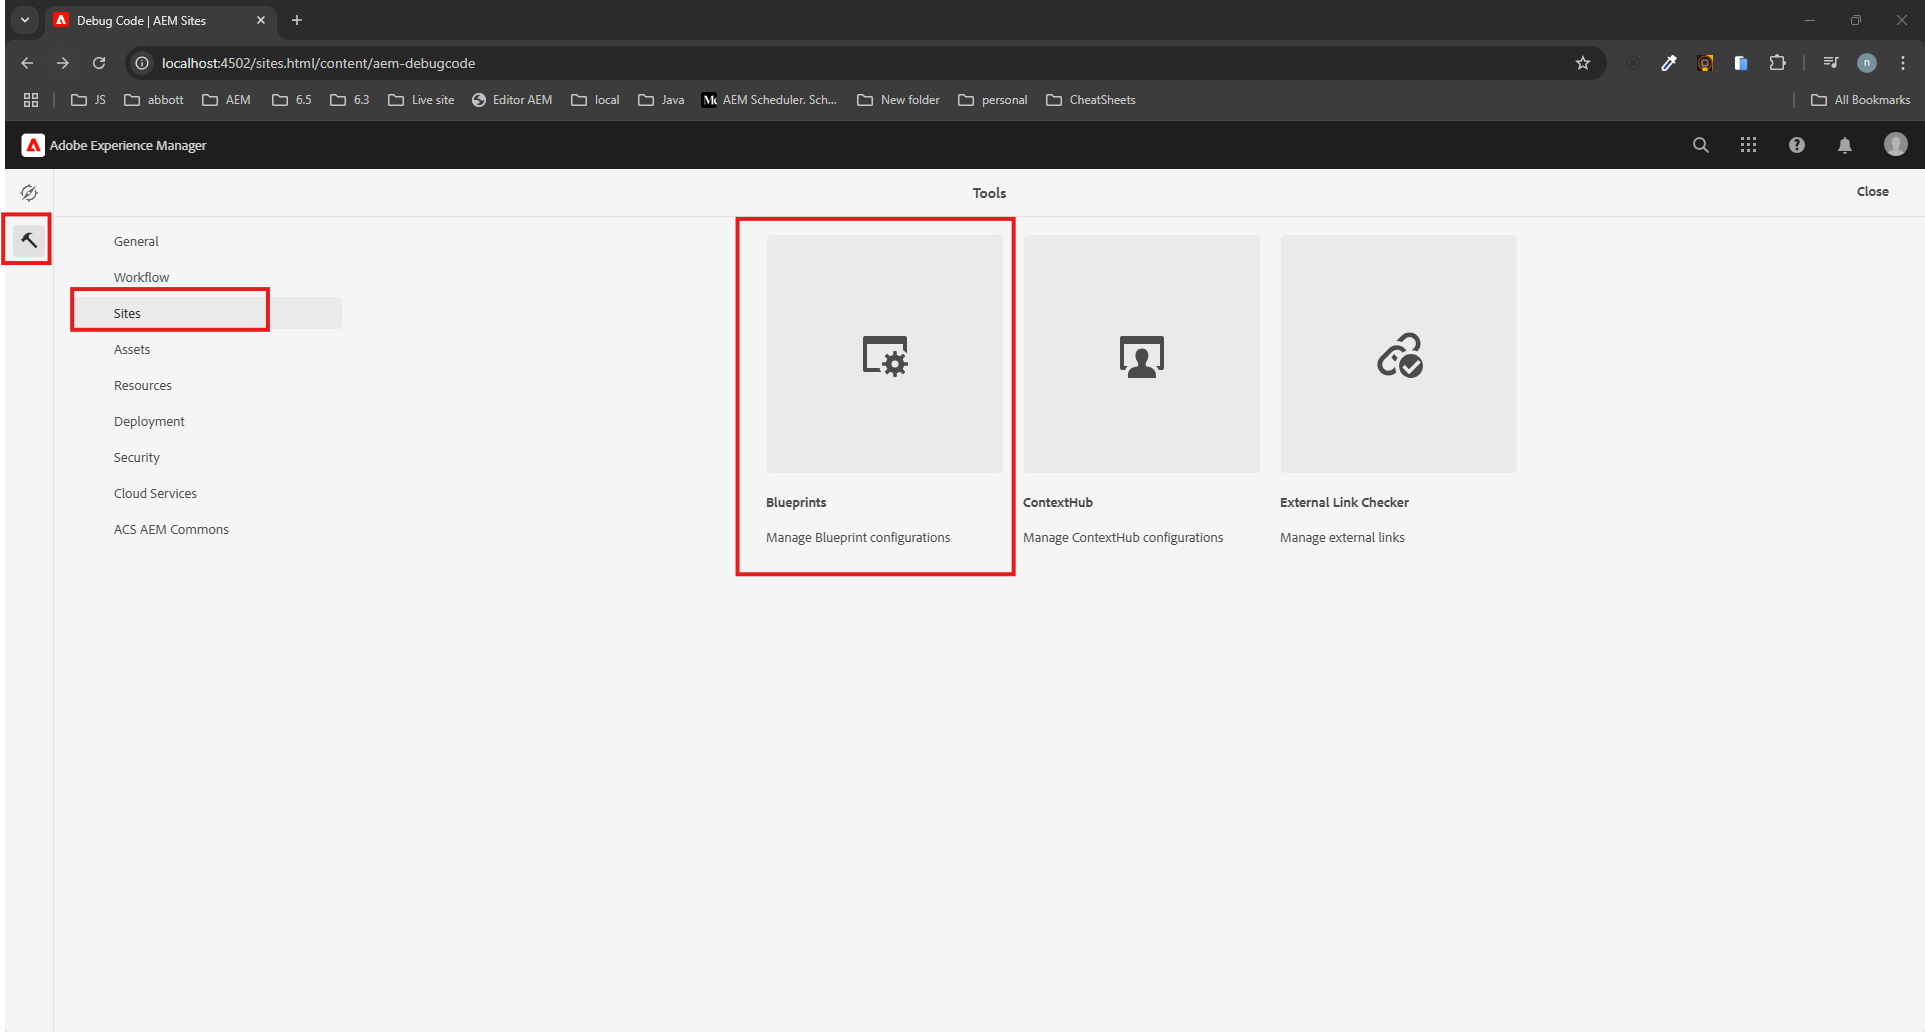 Debug Code | AEM Sites
localhost:4502/sites.html/content/aem-debugcode
JS abbott AEM 6.5 6.3 Live site Editor AEM local Java AEM Scheduler. Sch... New folder personal CheatSheets All Bookmarks
Adobe Experience Manager
Tools
Close
General
Workflow
Sites
Assets
Resources
Deployment
Security
Cloud Services
ACS AEM Commons
Blueprints
Manage Blueprint configurations
ContextHub
Manage ContextHub configurations
External Link Checker
Manage external links